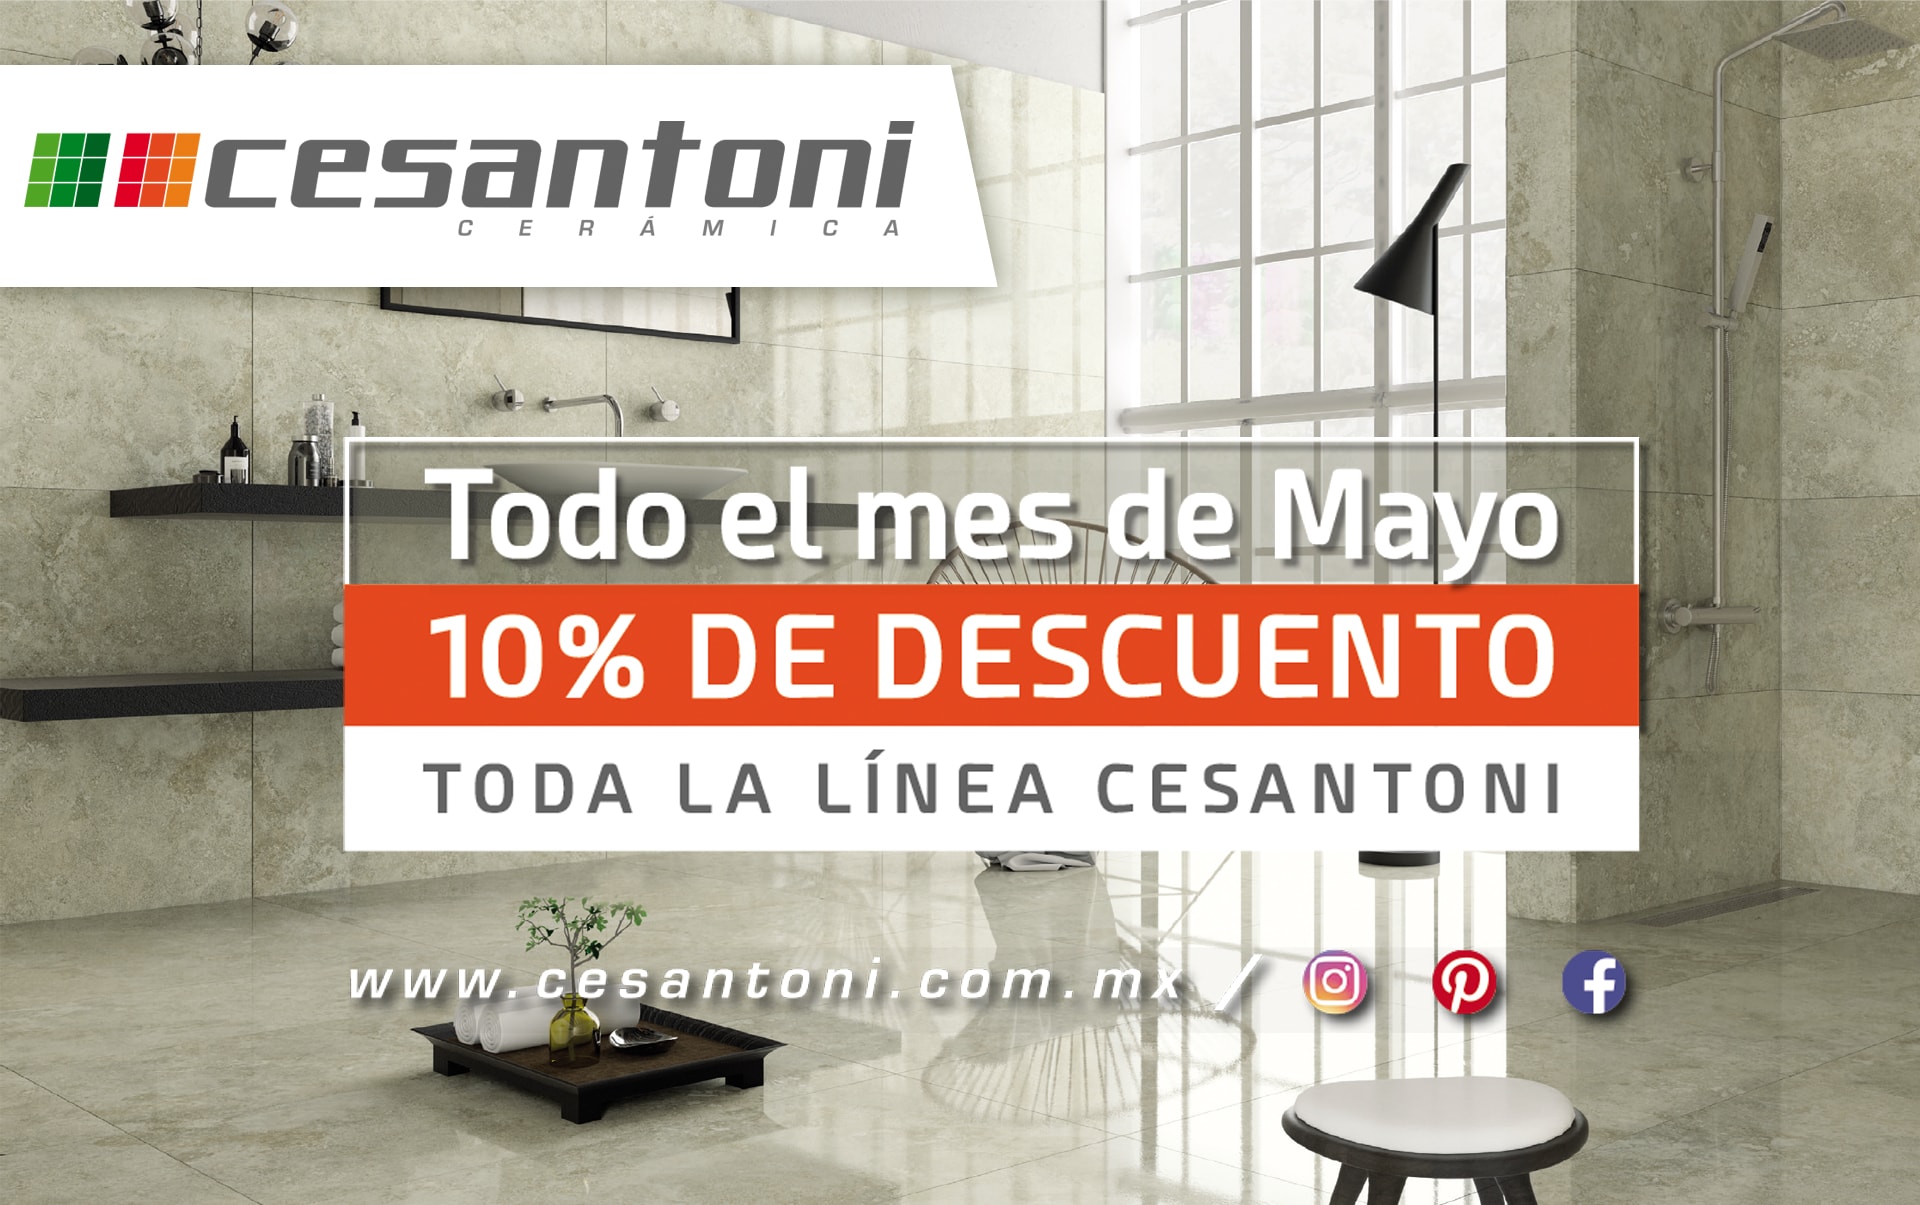 cesantoni
CERÁMICA
Todo el mes de Mayo
10% DE DESCUENTO
TODA LA LÍNEA CESANTONI
www.cesantoni.com.mx /